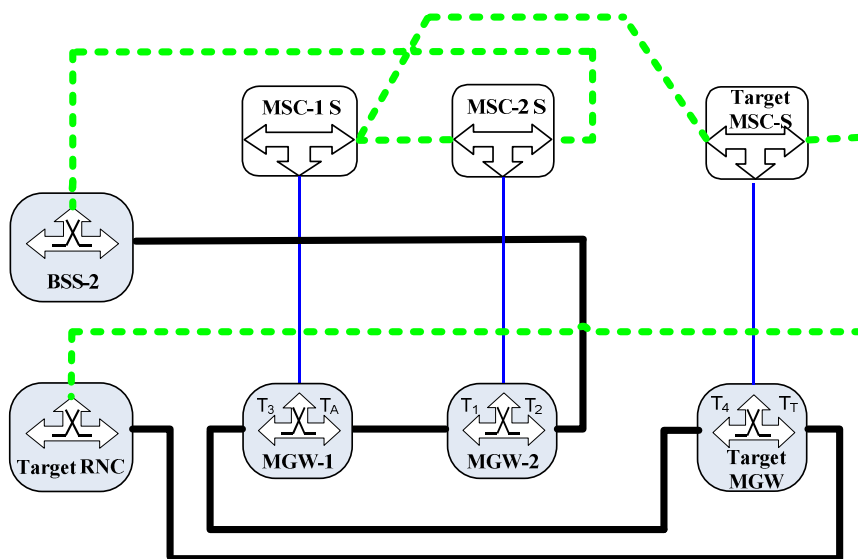 MSC-1 S
MSC-2 S
Target
MSC-S
BSS-2
T3
TA
T1
T2
T4
TT
Target RNC
MGW-1
MGW-2
Target
MGW